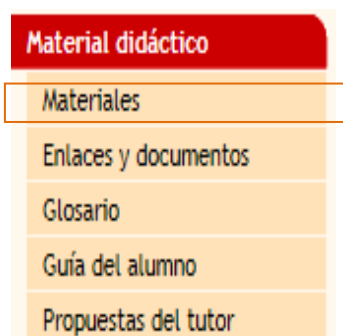 Material didáctico
Materiales
Enlaces y documentos
Glosario
Guía del alumno
Propuestas del tutor